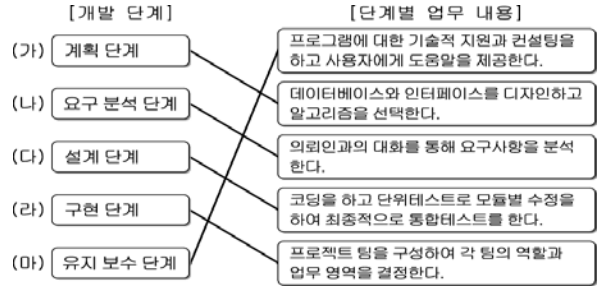 [개발 단계]
[단계별 업무 내용]
(가) 계획 단계
(나) 요구 분석 단계
(다) 설계 단계
(라) 구현 단계
(마) 유지 보수 단계
프로그램에 대한 기술적 지원과 컨설팅을
하고 사용자에게 도움말을 제공한다.
데이터베이스와 인터페이스를 디자인하고
알고리즘을 선택한다.
의뢰인과의 대화를 통해 요구사항을 분석
한다.
코딩을 하고 단위테스트로 모듈별 수정을
하여 최종적으로 통합테스트를 한다.
프로젝트 팀을 구성하여 각 팀의 역할과
업무 영역을 결정한다.